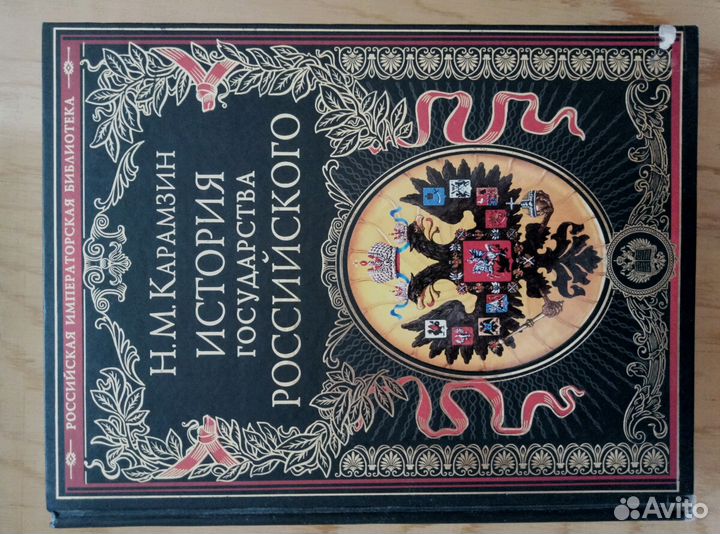 РОССИЙСКАЯ ИМПЕРАТОРСКАЯ БИБЛИОТЕКА
Н.М.КАРАМЗИН
ИСТОРИЯ
ГОСУДАРСТВА
РОССИЙСКОГО
Avito